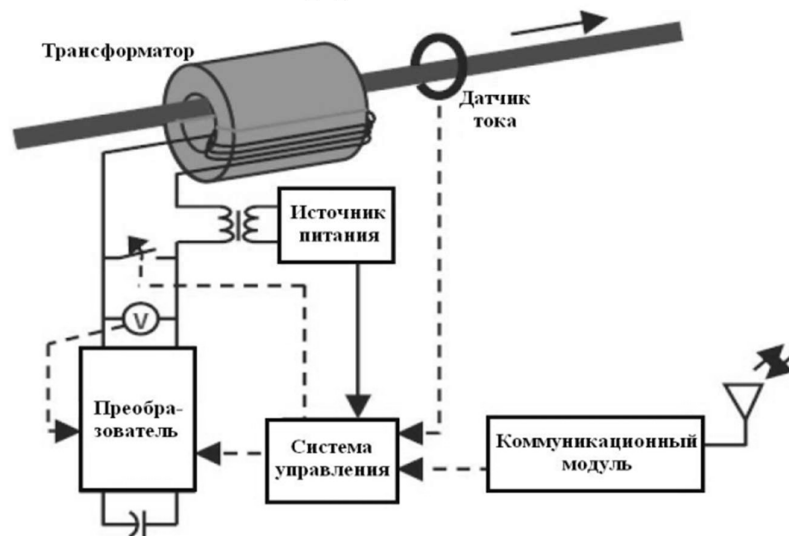 Трансформатор
Датчик
тока
Источник
питания
V
Преобра-
зователь
Система
управления
Коммуникационный
модуль